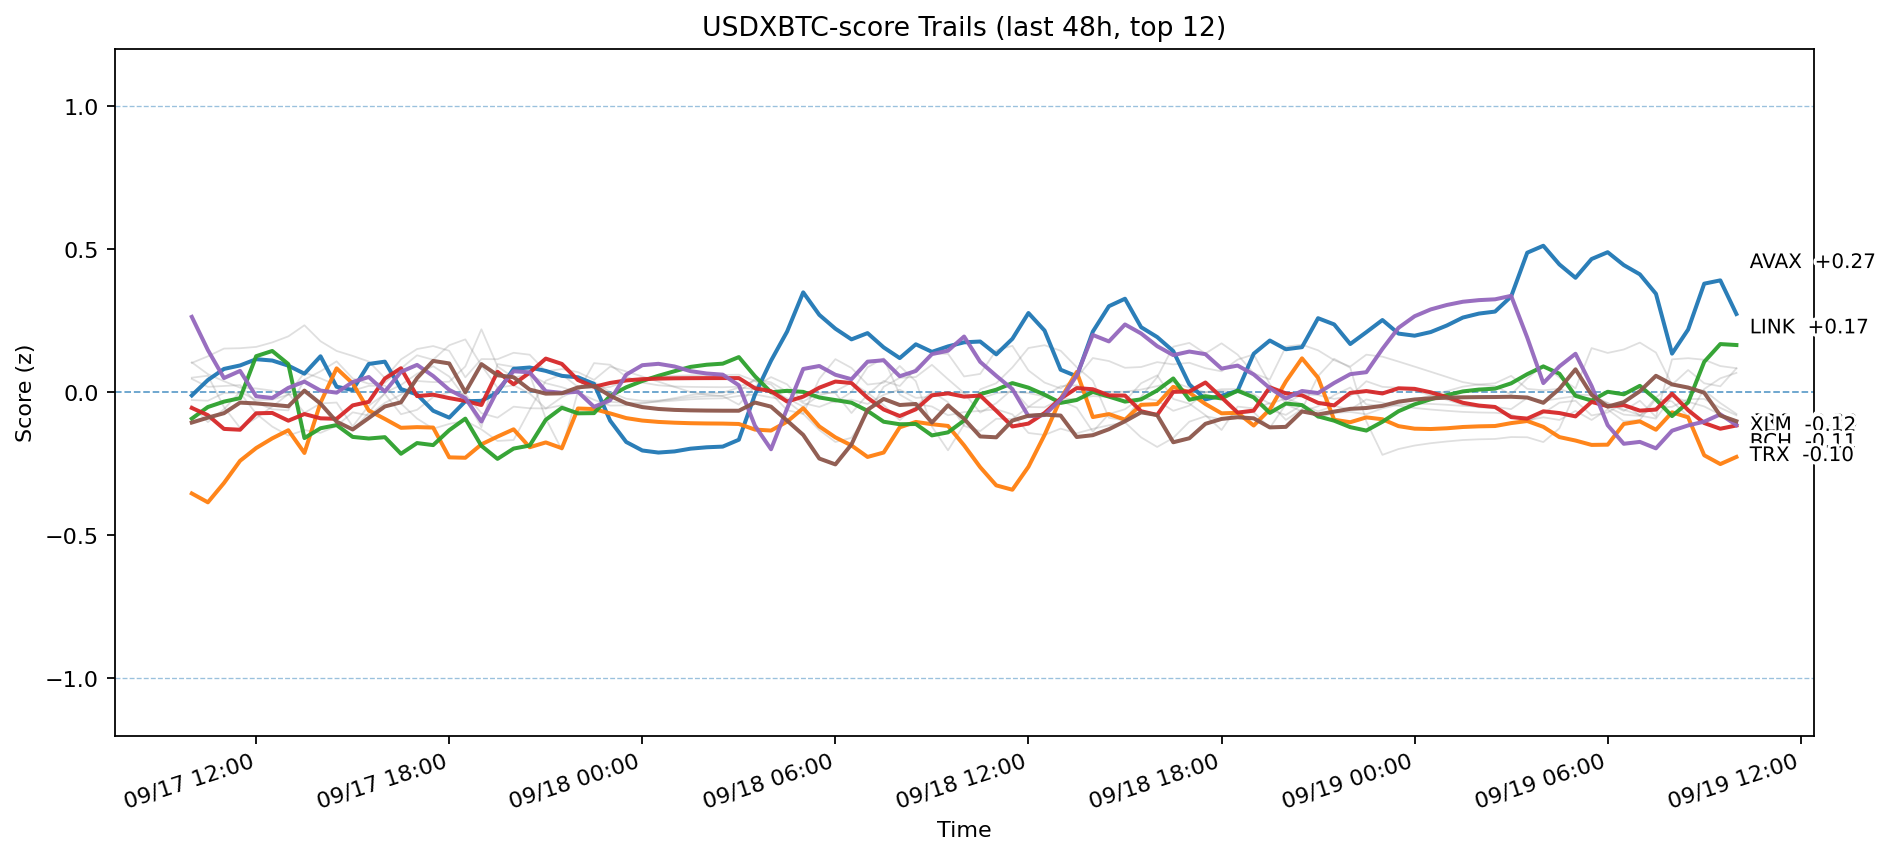 USDXBTC-score Trails (last 48h, top 12)
Score (z)
1.0
0.5
0.0
−0.5
−1.0
AVAX +0.27
LINK +0.17
XLM -0.12
BCH -0.11
TRX -0.10
09/17 12:00
09/17 18:00
09/18 00:00
09/18 06:00
09/18 12:00
09/18 18:00
09/19 00:00
09/19 06:00
09/19 12:00
Time